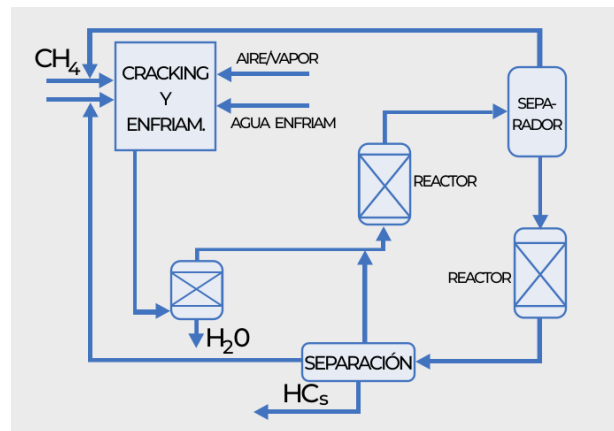 CH4
CRACKING
Y
ENFRIAM.
AIRE/VAPOR
AGUA ENFRIAM
SEPA-
RADOR
REACTOR
REACTOR
H20
SEPARACIÓN
HCs